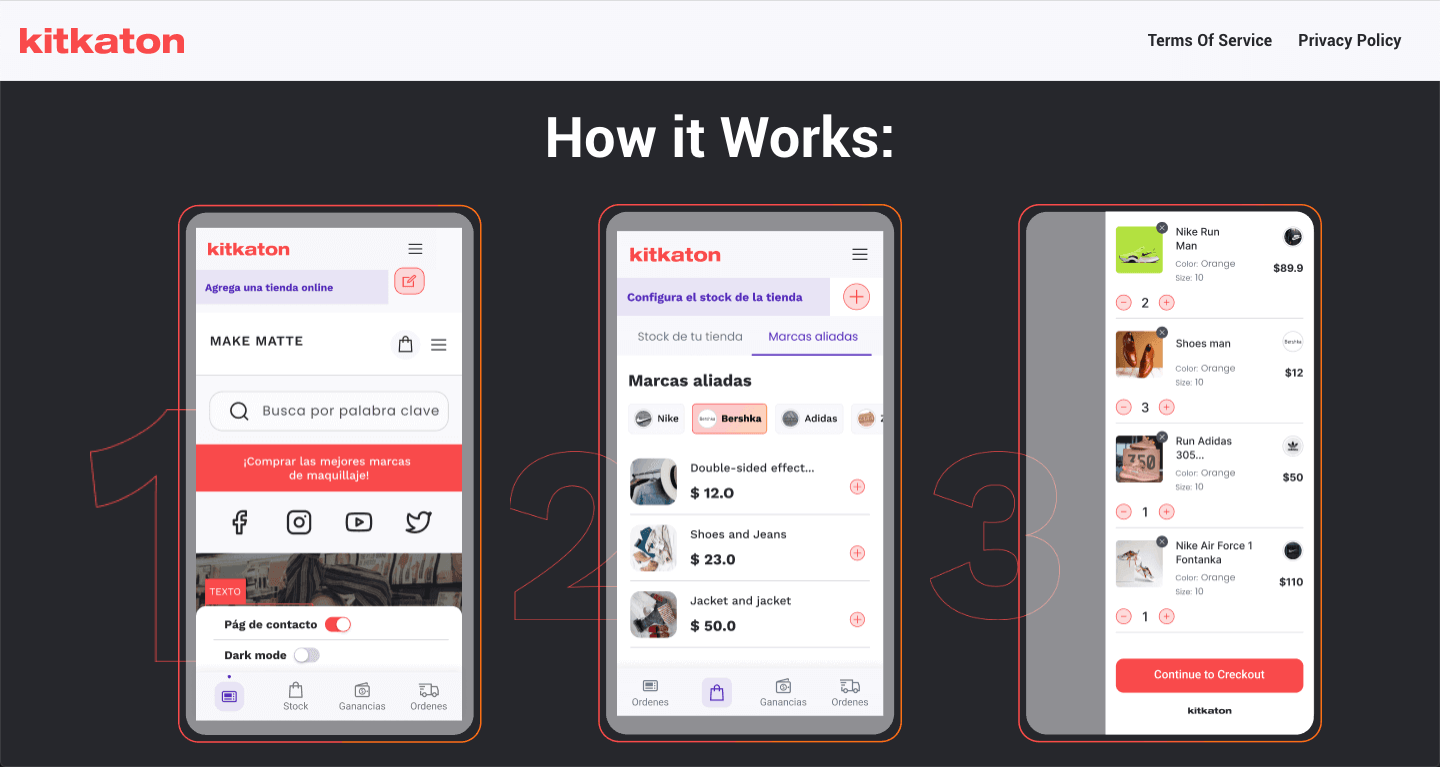 kitkaton
Terms Of Service
Privacy Policy
How it Works:
1
kitkaton
Agrega una tienda online
MAKE MATTE
Busca por palabra clave
¡Comprar las mejores marcas
de maquillaje!
TEXTO
Pág de contacto
Dark mode
Stock
Ganancias
Ordenes
2
kitkaton
Configura el stock de la tienda
Stock de tu tienda
Marcas aliadas
Marcas aliadas
Nike
Bershka
Bershka
Adidas
Double-sided effect...
$ 12.0
Shoes and Jeans
$ 23.0
Jacket and jacket
$ 50.0
Ordenes
Ganancias
Ordenes
3
Nike Run
Man
Color: Orange
Size: 10
$89.9
2
Shoes man
Bershka
Color: Orange
Size: 10
$12
3
350
Run Adidas
305...
Color: Orange
Size: 10
$50
1
Nike Air Force 1
Fontanka
Color: Orange
Size: 10
$110
1
Continue to Creckout
kitkaton